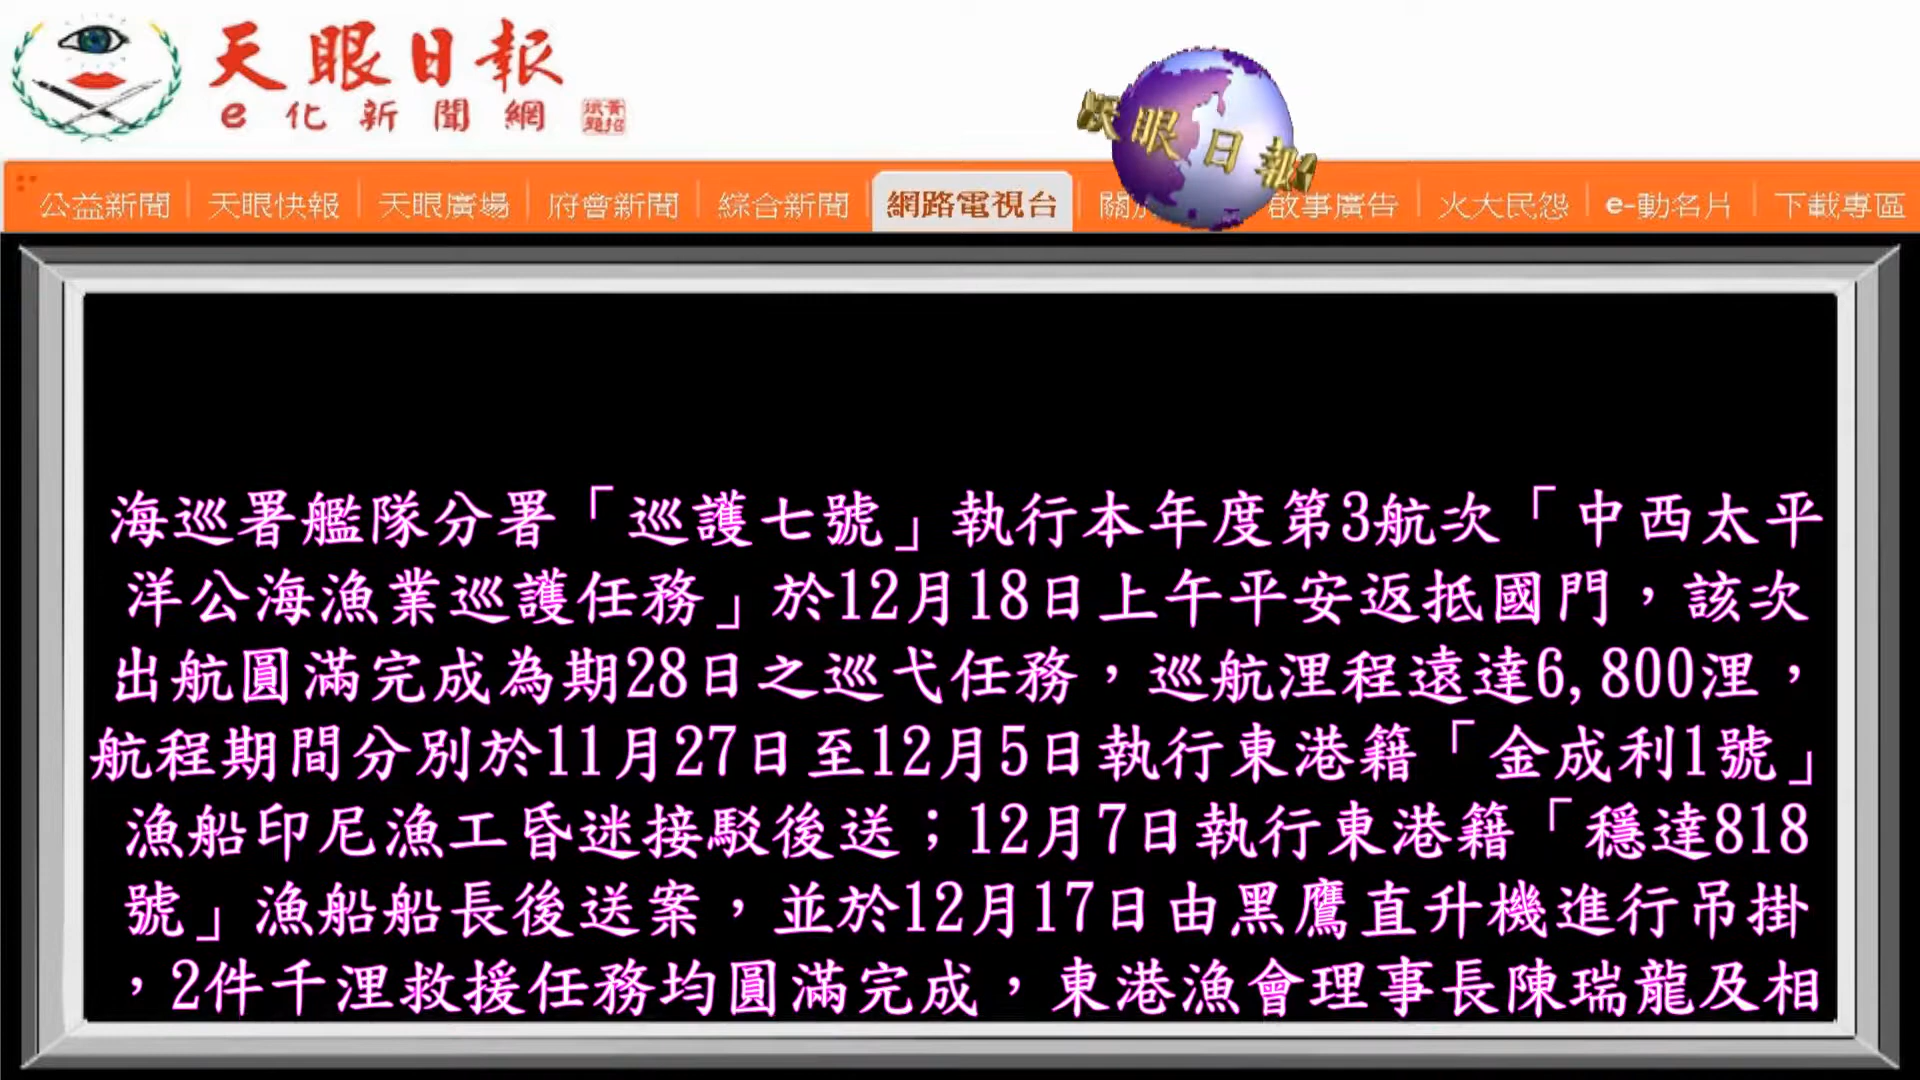 天眼日報
e化新聞網
天眼日報
公益新聞
天眼快報
天眼廣場
府會新聞
綜合新聞
網路電視台
啟事廣告
火大民怨
e-動名片
下載專區
海巡署艦隊分署「巡護七號」執行本年度第3航次「中西太平
洋公海漁業巡護任務」於12月18日上午平安返抵國門，該次
出航圓滿完成為期28日之巡弋任務，巡航浬程遠達6,800浬，
航程期間分別於11月27日至12月5日執行東港籍「金成利1號」
漁船印尼漁工昏迷接駁後送；12月7日執行東港籍「穩達818
號」漁船船長後送案，並於12月17日由黑鷹直升機進行吊掛
，2件千浬救援任務均圓滿完成，東港漁會理事長陳瑞龍及相